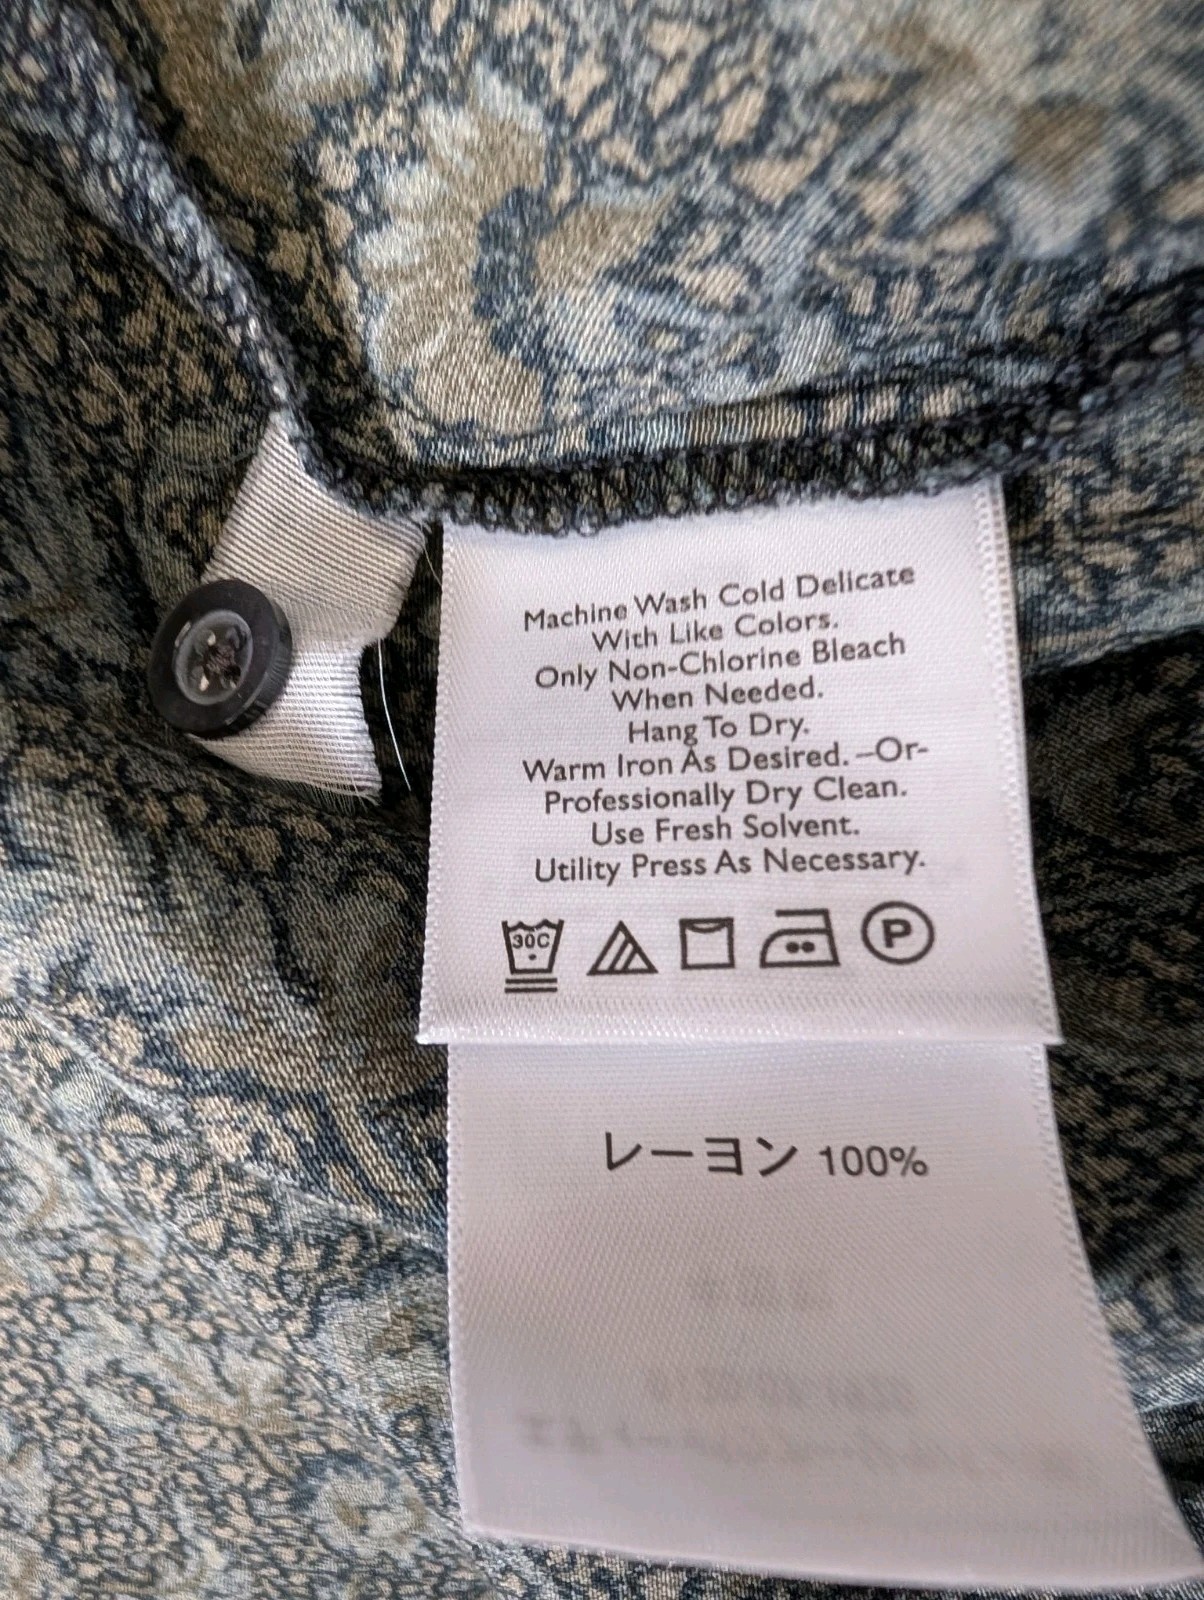 Machine Wash Cold Delicate
With Like Colors.
Only Non-Chlorine Bleach
When Needed.
Hang To Dry.
Warm Iron As Desired. –Or-
Professionally Dry Clean.
Use Fresh Solvent.
Utility Press As Necessary.
30C
P
レーヨン 100%